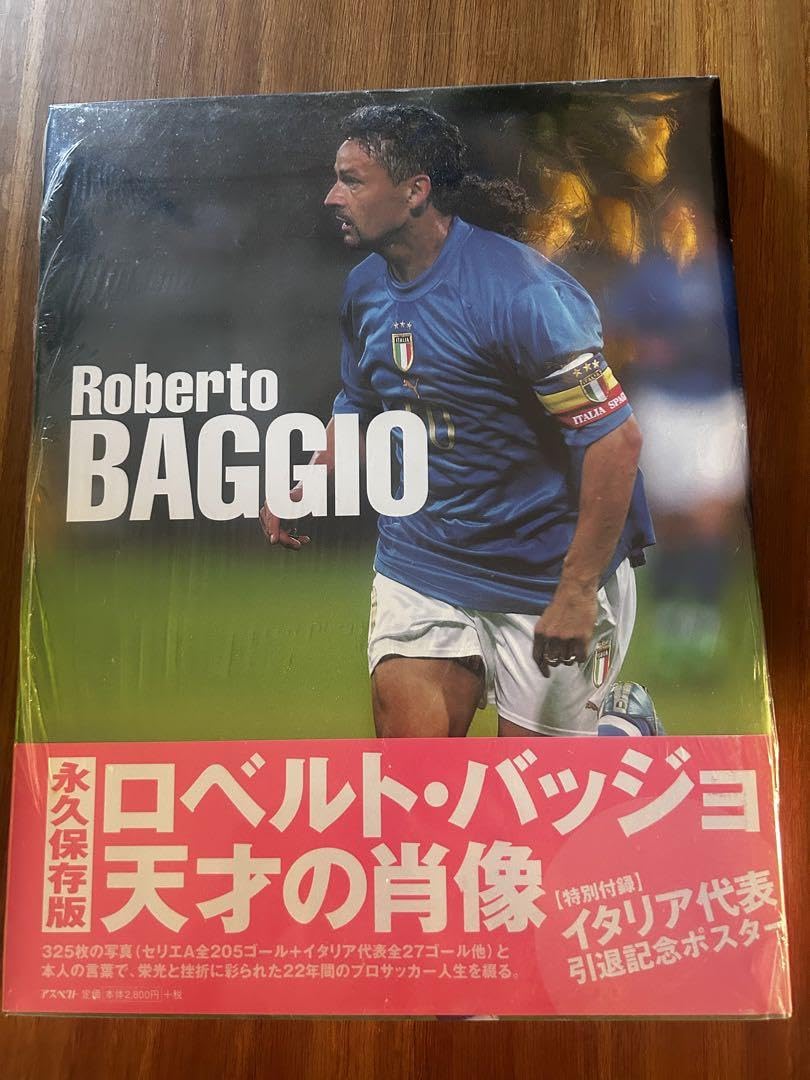 ITALIA
ITALIA SPA
Roberto
BAGGIO
永久保存版
ロベルト・バッジョ
天才の肖像
【特別付録】
イタリア代表
引退記念ポスター
325枚の写真(セリエA全205ゴール+イタリア代表全27ゴール他)と
本人の言葉で、栄光と挫折に彩られた22年間のプロサッカー人生を綴る。
アスペクト 定価 本体2,800円 +税